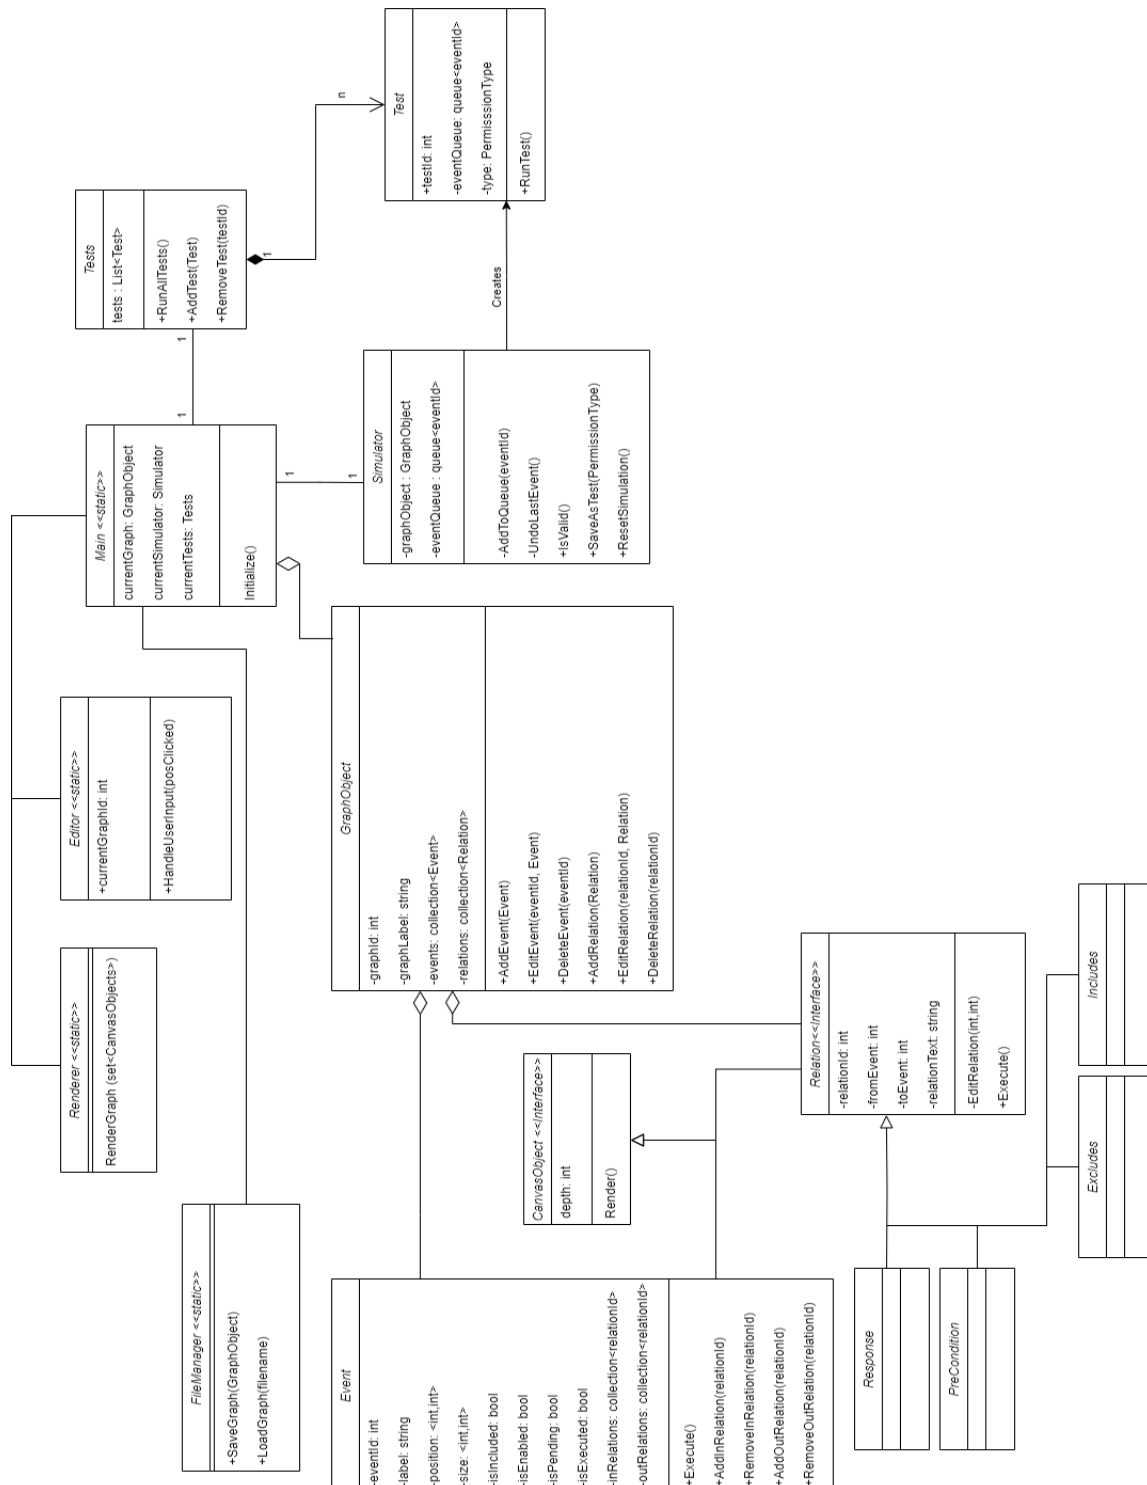 Test
+testId: int
-eventQueue: queue<eventId>
-type: PermisssionType
+RunTest()
n
1
Tests
tests : List<Test>
+RunAllTests()
+AddTest(Test)
+RemoveTest(testId)
1
1
Creates
Main <<static>>
currentGraph: GraphObject
currentSimulator: Simulator
currentTests: Tests
Initialize()
1
1
Simulator
-graphObject : GraphObject
-eventQueue : queue<eventId>
-AddToQueue(eventId)
-UndoLastEvent()
+IsValid()
+SaveAsTest(PermissionType)
+ResetSimulation()
Editor <<static>>
+currentGraphId: int
+HandleUserInput(posClicked)
GraphObject
-graphId: int
-graphLabel: string
-events: collection<Event>
-relations: collection<Relation>
+AddEvent(Event)
+EditEvent(eventId, Event)
+DeleteEvent(eventId)
+AddRelation(Relation)
+EditRelation(relationId, Relation)
+DeleteRelation(relationId)
Renderer <<static>>
RenderGraph (set<CanvasObjects>)
CanvasObject <<Interface>>
depth: int
Render()
Relation<<Interface>>
-relationId: int
-fromEvent: int
-toEvent: int
-relationText: string
-EditRelation(int,int)
+Execute()
Includes
Excludes
FileManager <<static>>
+SaveGraph(GraphObject)
+LoadGraph(filename)
Event
-eventId: int
-label: string
-position: <int,int>
-size: <int,int>
-isIncluded: bool
-isEnabled: bool
-isPending: bool
-isExecuted: bool
-inRelations: collection<relationId>
-outRelations: collection<relationId>
+Execute()
+AddInRelation(relationId)
+RemoveInRelation(relationId)
+AddOutRelation(relationId)
+RemoveOutRelation(relationId)
Response
PreCondition